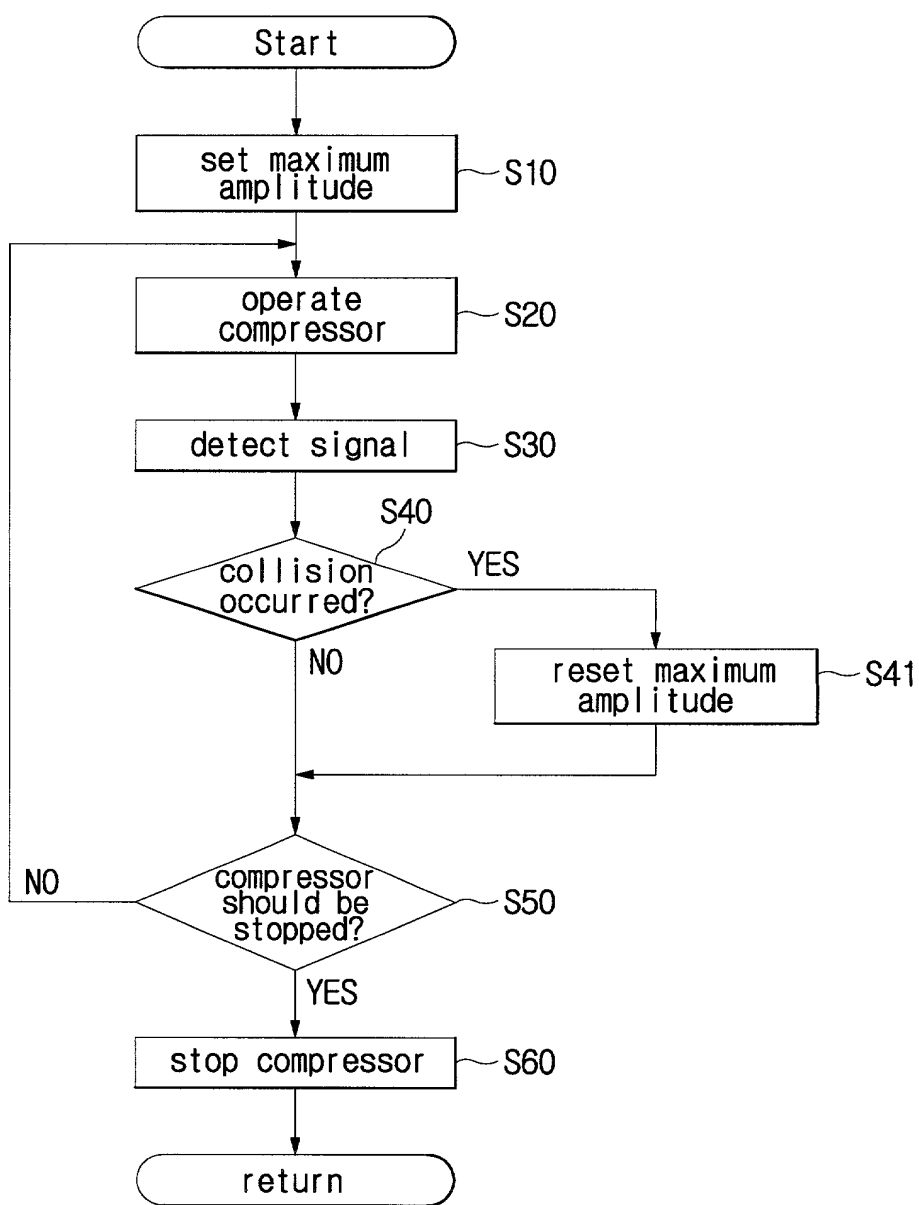 Start
set maximum
amplitude
S10
operate
compressor
S20
detect signal
S30
S40
collision
occurred?
YES
NO
reset maximum
amplitude
S41
compressor
should be
stopped?
S50
NO
YES
stop compressor
S60
return